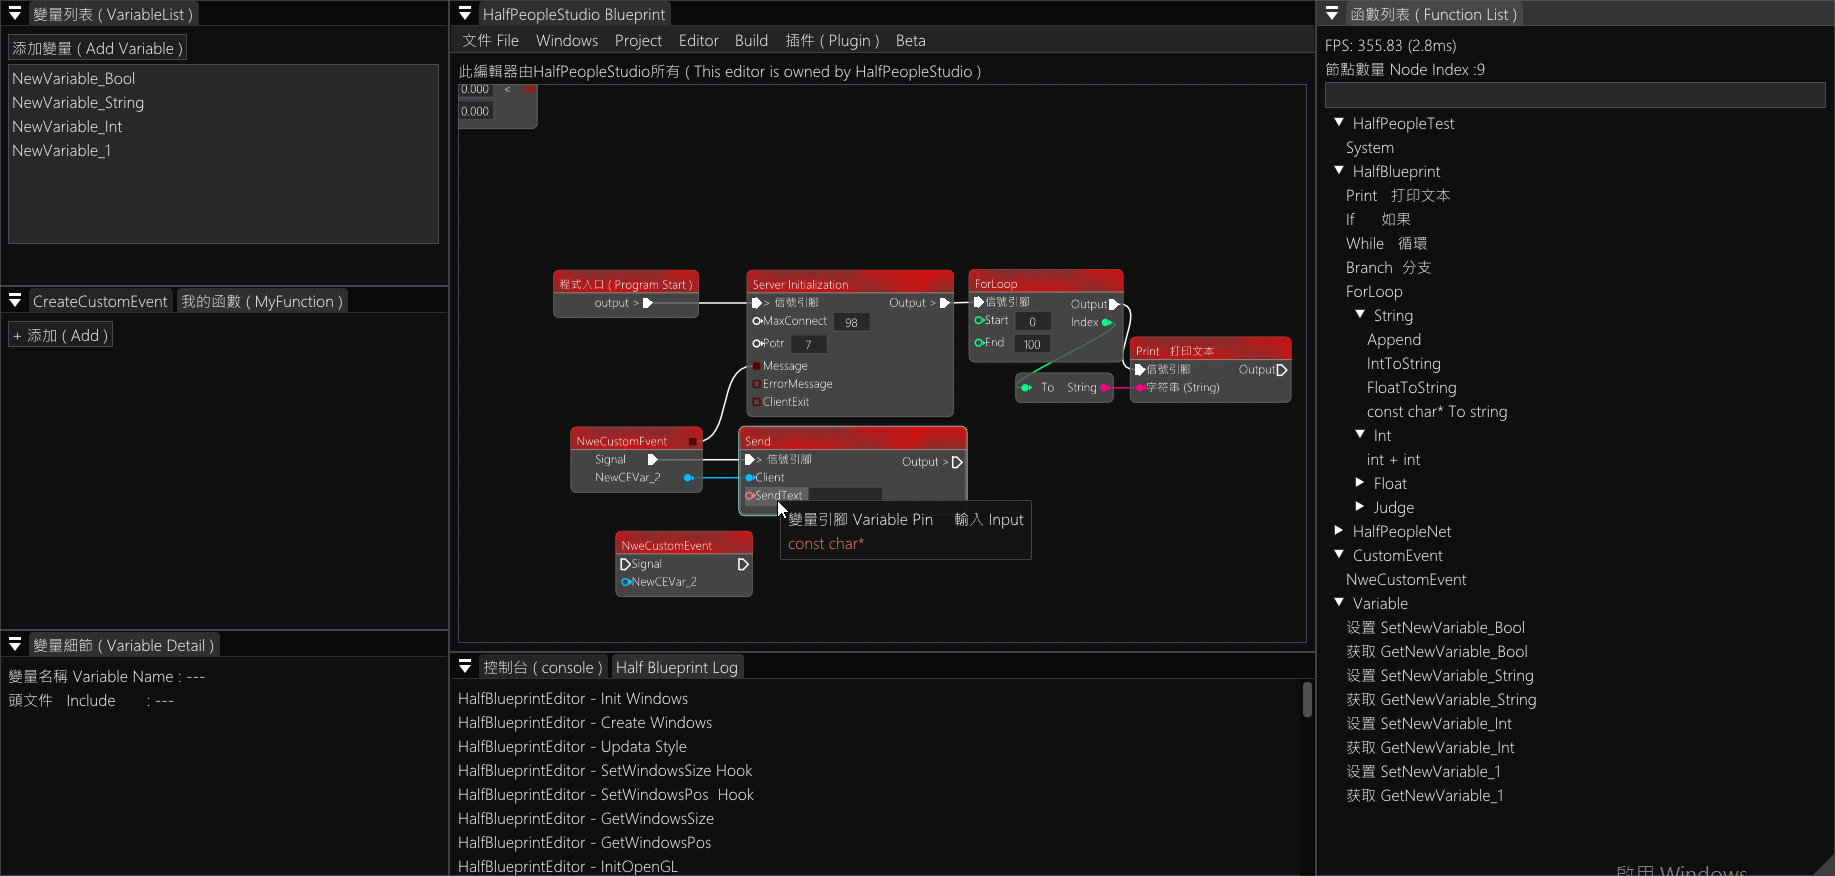 變量列表 ( VariableList )
添加變量 ( Add Variable )
NewVariable_Bool
NewVariable_String
NewVariable_Int
NewVariable_1
CreateCustomEvent 我的函數 ( MyFunction )
+ 添加 ( Add )
變量細節 ( Variable Detail )
變量名稱 Variable Name : ---
頭文件 Include : ---
HalfPeopleStudio Blueprint
文件 File Windows Project Editor Build 插件 ( Plugin ) Beta
此編輯器由HalfPeopleStudio所有 ( This editor is owned by HalfPeopleStudio )
0.000 <
0.000
程式入口 ( Program Start )
output >
Server Initialization
> 信號引腳 Output >
MaxConnect 98
Potr 7
Message
ErrorMessage
ClientExit
ForLoop
信號引腳 Output
Start 0 Index
End 100
To String
Print 打印文本
信號引腳 Output
字符串 (String)
NweCustomEvent
Signal
NewCEVar_2
Send
> 信號引腳 Output >
Client
SendText
變量引腳 Variable Pin 輸入 Input
const char*
NweCustomEvent
Signal
NewCEVar_2
控制台 ( console ) Half Blueprint Log
HalfBlueprintEditor - Init Windows
HalfBlueprintEditor - Create Windows
HalfBlueprintEditor - Updata Style
HalfBlueprintEditor - SetWindowsSize Hook
HalfBlueprintEditor - SetWindowsPos Hook
HalfBlueprintEditor - GetWindowsSize
HalfBlueprintEditor - GetWindowsPos
HalfBlueprintEditor - InitOpenGL
函數列表 ( Function List )
FPS: 355.83 (2.8ms)
節點數量 Node Index :9
HalfPeopleTest
System
HalfBlueprint
Print 打印文本
If 如果
While 循環
Branch 分支
ForLoop
String
Append
IntToString
FloatToString
const char* To string
Int
int + int
Float
Judge
HalfPeopleNet
CustomEvent
NweCustomEvent
Variable
设置 SetNewVariable_Bool
获取 GetNewVariable_Bool
设置 SetNewVariable_String
获取 GetNewVariable_String
设置 SetNewVariable_Int
获取 GetNewVariable_Int
设置 SetNewVariable_1
获取 GetNewVariable_1
啟用 Windows